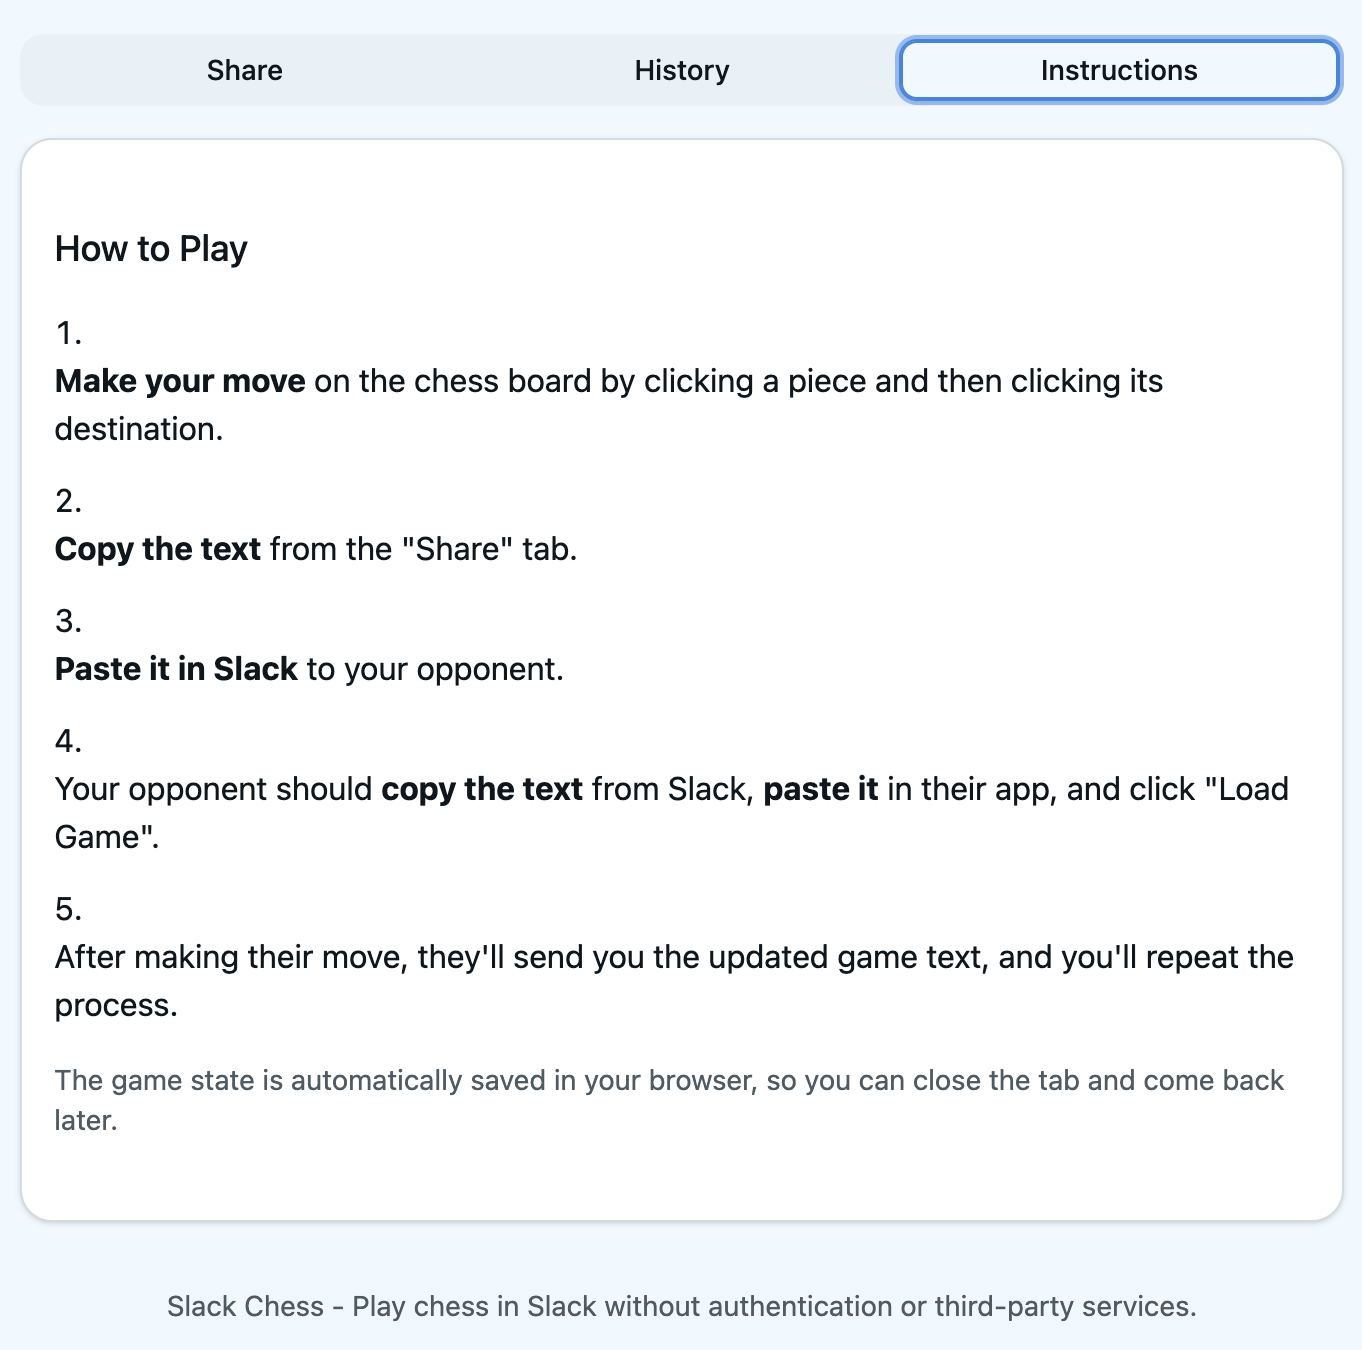 Share
History
Instructions
How to Play
1.
Make your move on the chess board by clicking a piece and then clicking its
destination.
2.
Copy the text from the "Share" tab.
3.
Paste it in Slack to your opponent.
4.
Your opponent should copy the text from Slack, paste it in their app, and click "Load
Game".
5.
After making their move, they'll send you the updated game text, and you'll repeat the
process.
The game state is automatically saved in your browser, so you can close the tab and come back
later.
Slack Chess - Play chess in Slack without authentication or third-party services.